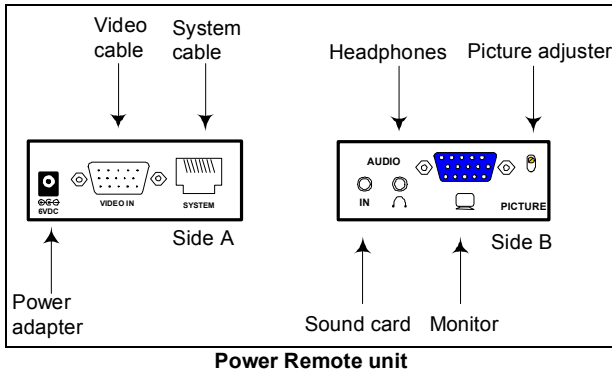 Video cable
System cable
Headphones
Picture adjuster
6VDC
VIDEO IN
SYSTEM
Side A
AUDIO
IN
PICTURE
Side B
Power adapter
Sound card
Monitor
Power Remote unit